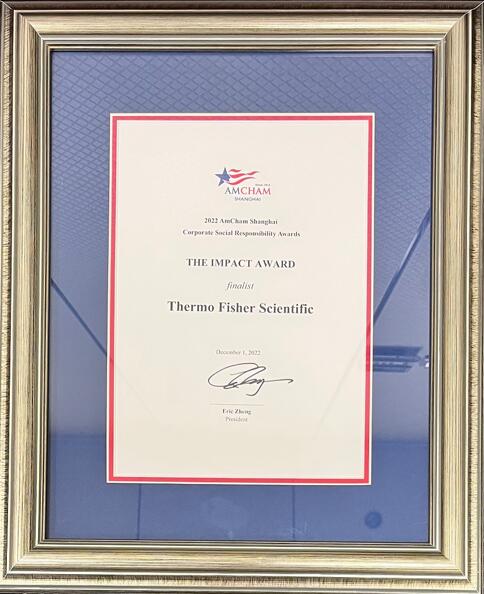 Since 1915
AMCHAM
SHANGHAI
2022 AmCham Shanghai
Corporate Social Responsibility Awards
THE IMPACT AWARD
finalist
Thermo Fisher Scientific
December 1, 2022
Eric Zheng
President